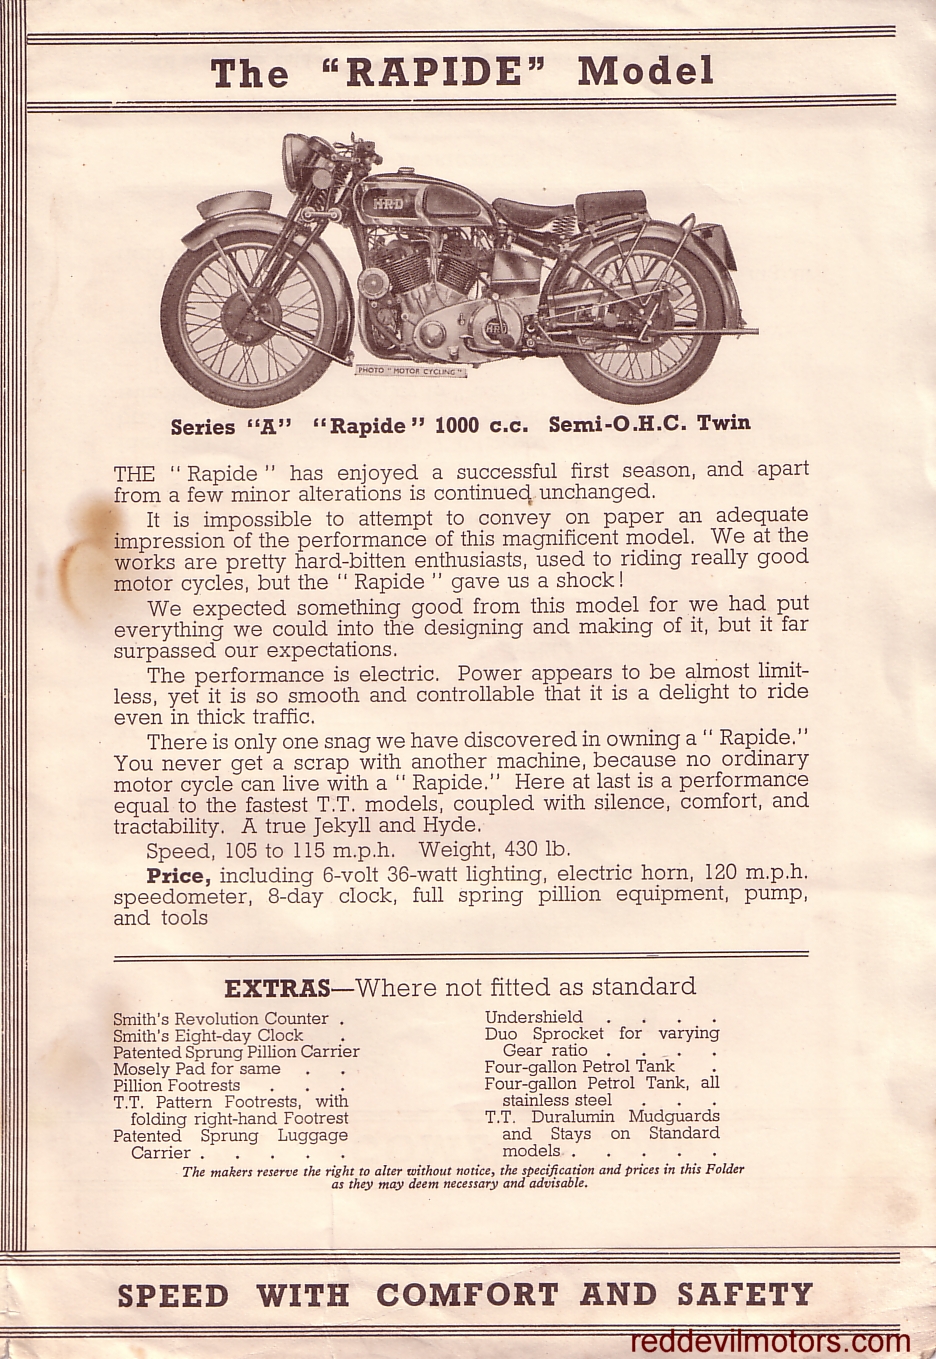 The “RAPIDE” Model
HRD
HRD
PHOTO "MOTOR CYCLING"
Series “A” “Rapide” 1000 c.c. Semi-O.H.C. Twin
THE “Rapide” has enjoyed a successful first season, and apart
from a few minor alterations is continued unchanged.
It is impossible to attempt to convey on paper an adequate
impression of the performance of this magnificent model. We at the
works are pretty hard-bitten enthusiasts, used to riding really good
motor cycles, but the “Rapide” gave us a shock!
We expected something good from this model for we had put
everything we could into the designing and making of it, but it far
surpassed our expectations.
The performance is electric. Power appears to be almost limit-
less, yet it is so smooth and controllable that it is a delight to ride
even in thick traffic.
There is only one snag we have discovered in owning a “Rapide.”
You never get a scrap with another machine, because no ordinary
motor cycle can live with a “Rapide.” Here at last is a performance
equal to the fastest T.T. models, coupled with silence, comfort, and
tractability. A true Jekyll and Hyde.
Speed, 105 to 115 m.p.h. Weight, 430 lb.
Price, including 6-volt 36-watt lighting, electric horn, 120 m.p.h.
speedometer, 8-day clock, full spring pillion equipment, pump,
and tools
EXTRAS—Where not fitted as standard
Smith's Revolution Counter .
Smith's Eight-day Clock .
Patented Sprung Pillion Carrier
Mosely Pad for same . .
Pillion Footrests . . .
T.T. Pattern Footrests, with
folding right-hand Footrest
Patented Sprung Luggage
Carrier . . . . .
Undershield . . . .
Duo Sprocket for varying
Gear ratio . . . .
Four-gallon Petrol Tank .
Four-gallon Petrol Tank, all
stainless steel . . .
T.T. Duralumin Mudguards
and Stays on Standard
models . . . . .
The makers reserve the right to alter without notice, the specification and prices in this Folder
as they may deem necessary and advisable.
SPEED WITH COMFORT AND SAFETY
reddevilmotors.com